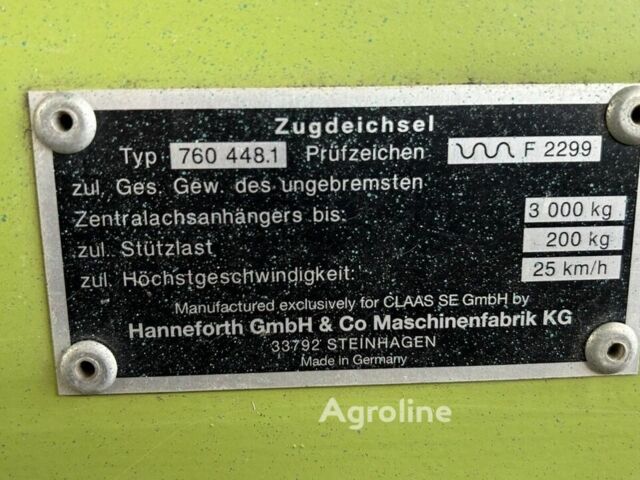 Zugdeichsel
Typ 760 448.1 Prüfzeichen F 2299
zul. Ges. Gew. des ungebremsten
Zentralachsanhängers bis: 3 000 kg
zul. Stützlast 200 kg
zul. Höchstgeschwindigkeit: 25 km/h
Manufactured exclusively for CLAAS SE GmbH by
Hanneforth GmbH & Co Maschinenfabrik KG
33792 STEINHAGEN
Made in Germany
Agroline